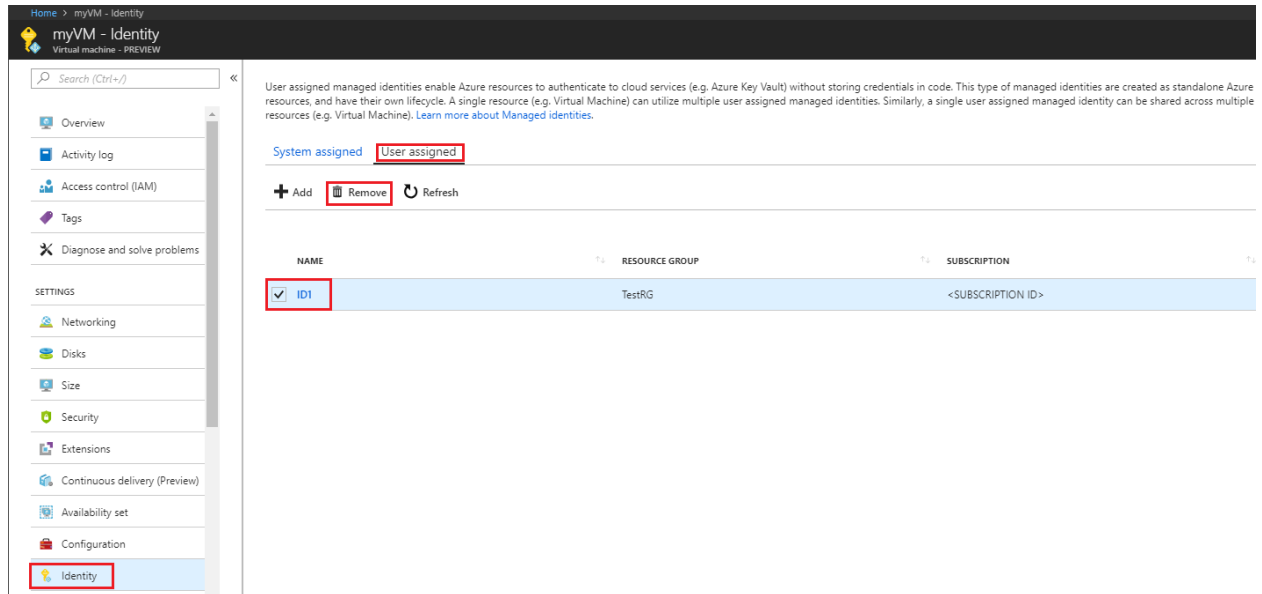 Home > myVM - Identity
myVM - Identity
Virtual machine - PREVIEW
Search (Ctrl+/)
«
Overview
Activity log
Access control (IAM)
Tags
Diagnose and solve problems
SETTINGS
Networking
Disks
Size
Security
Extensions
Continuous delivery (Preview)
Availability set
Configuration
Identity
User assigned managed identities enable Azure resources to authenticate to cloud services (e.g. Azure Key Vault) without storing credentials in code. This type of managed identities are created as standalone Azure
resources, and have their own lifecycle. A single resource (e.g. Virtual Machine) can utilize multiple user assigned managed identities. Similarly, a single user assigned managed identity can be shared across multiple
resources (e.g. Virtual Machine). Learn more about Managed identities.
System assigned User assigned
Add Remove Refresh
NAME ↑↓ RESOURCE GROUP ↑↓ SUBSCRIPTION ↑↓
ID1 TestRG <SUBSCRIPTION ID>